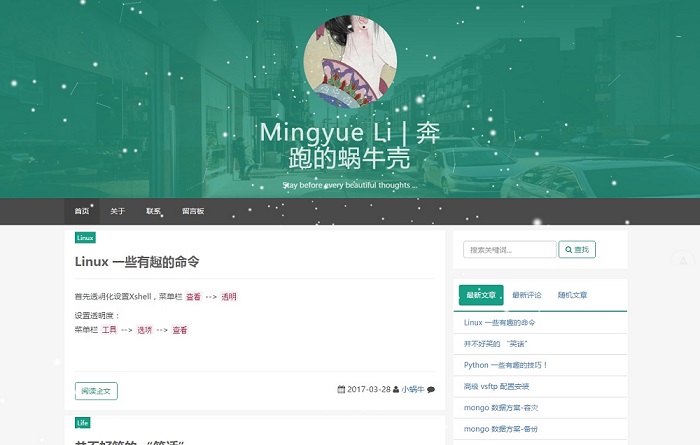 Mingyue Li | 奔
跑的蜗牛壳
Stay before every beautiful thoughts ...
首页 关于 联系 留言板
Linux
Linux 一些有趣的命令
首先透明化设置Xshell，菜单栏 查看 --> 透明
设置透明度：
菜单栏 工具 --> 选项 --> 查看
阅读全文
2017-03-28 小蜗牛
Life
并不好笑的 “笑话”
搜索关键词... 查找
最新文章 最新评论 随机文章
Linux 一些有趣的命令
并不好笑的 “笑话”
Python 一些有趣的技巧！
高级 vsftp 配置安装
mongo 数据方案-容灾
mongo 数据方案-备份